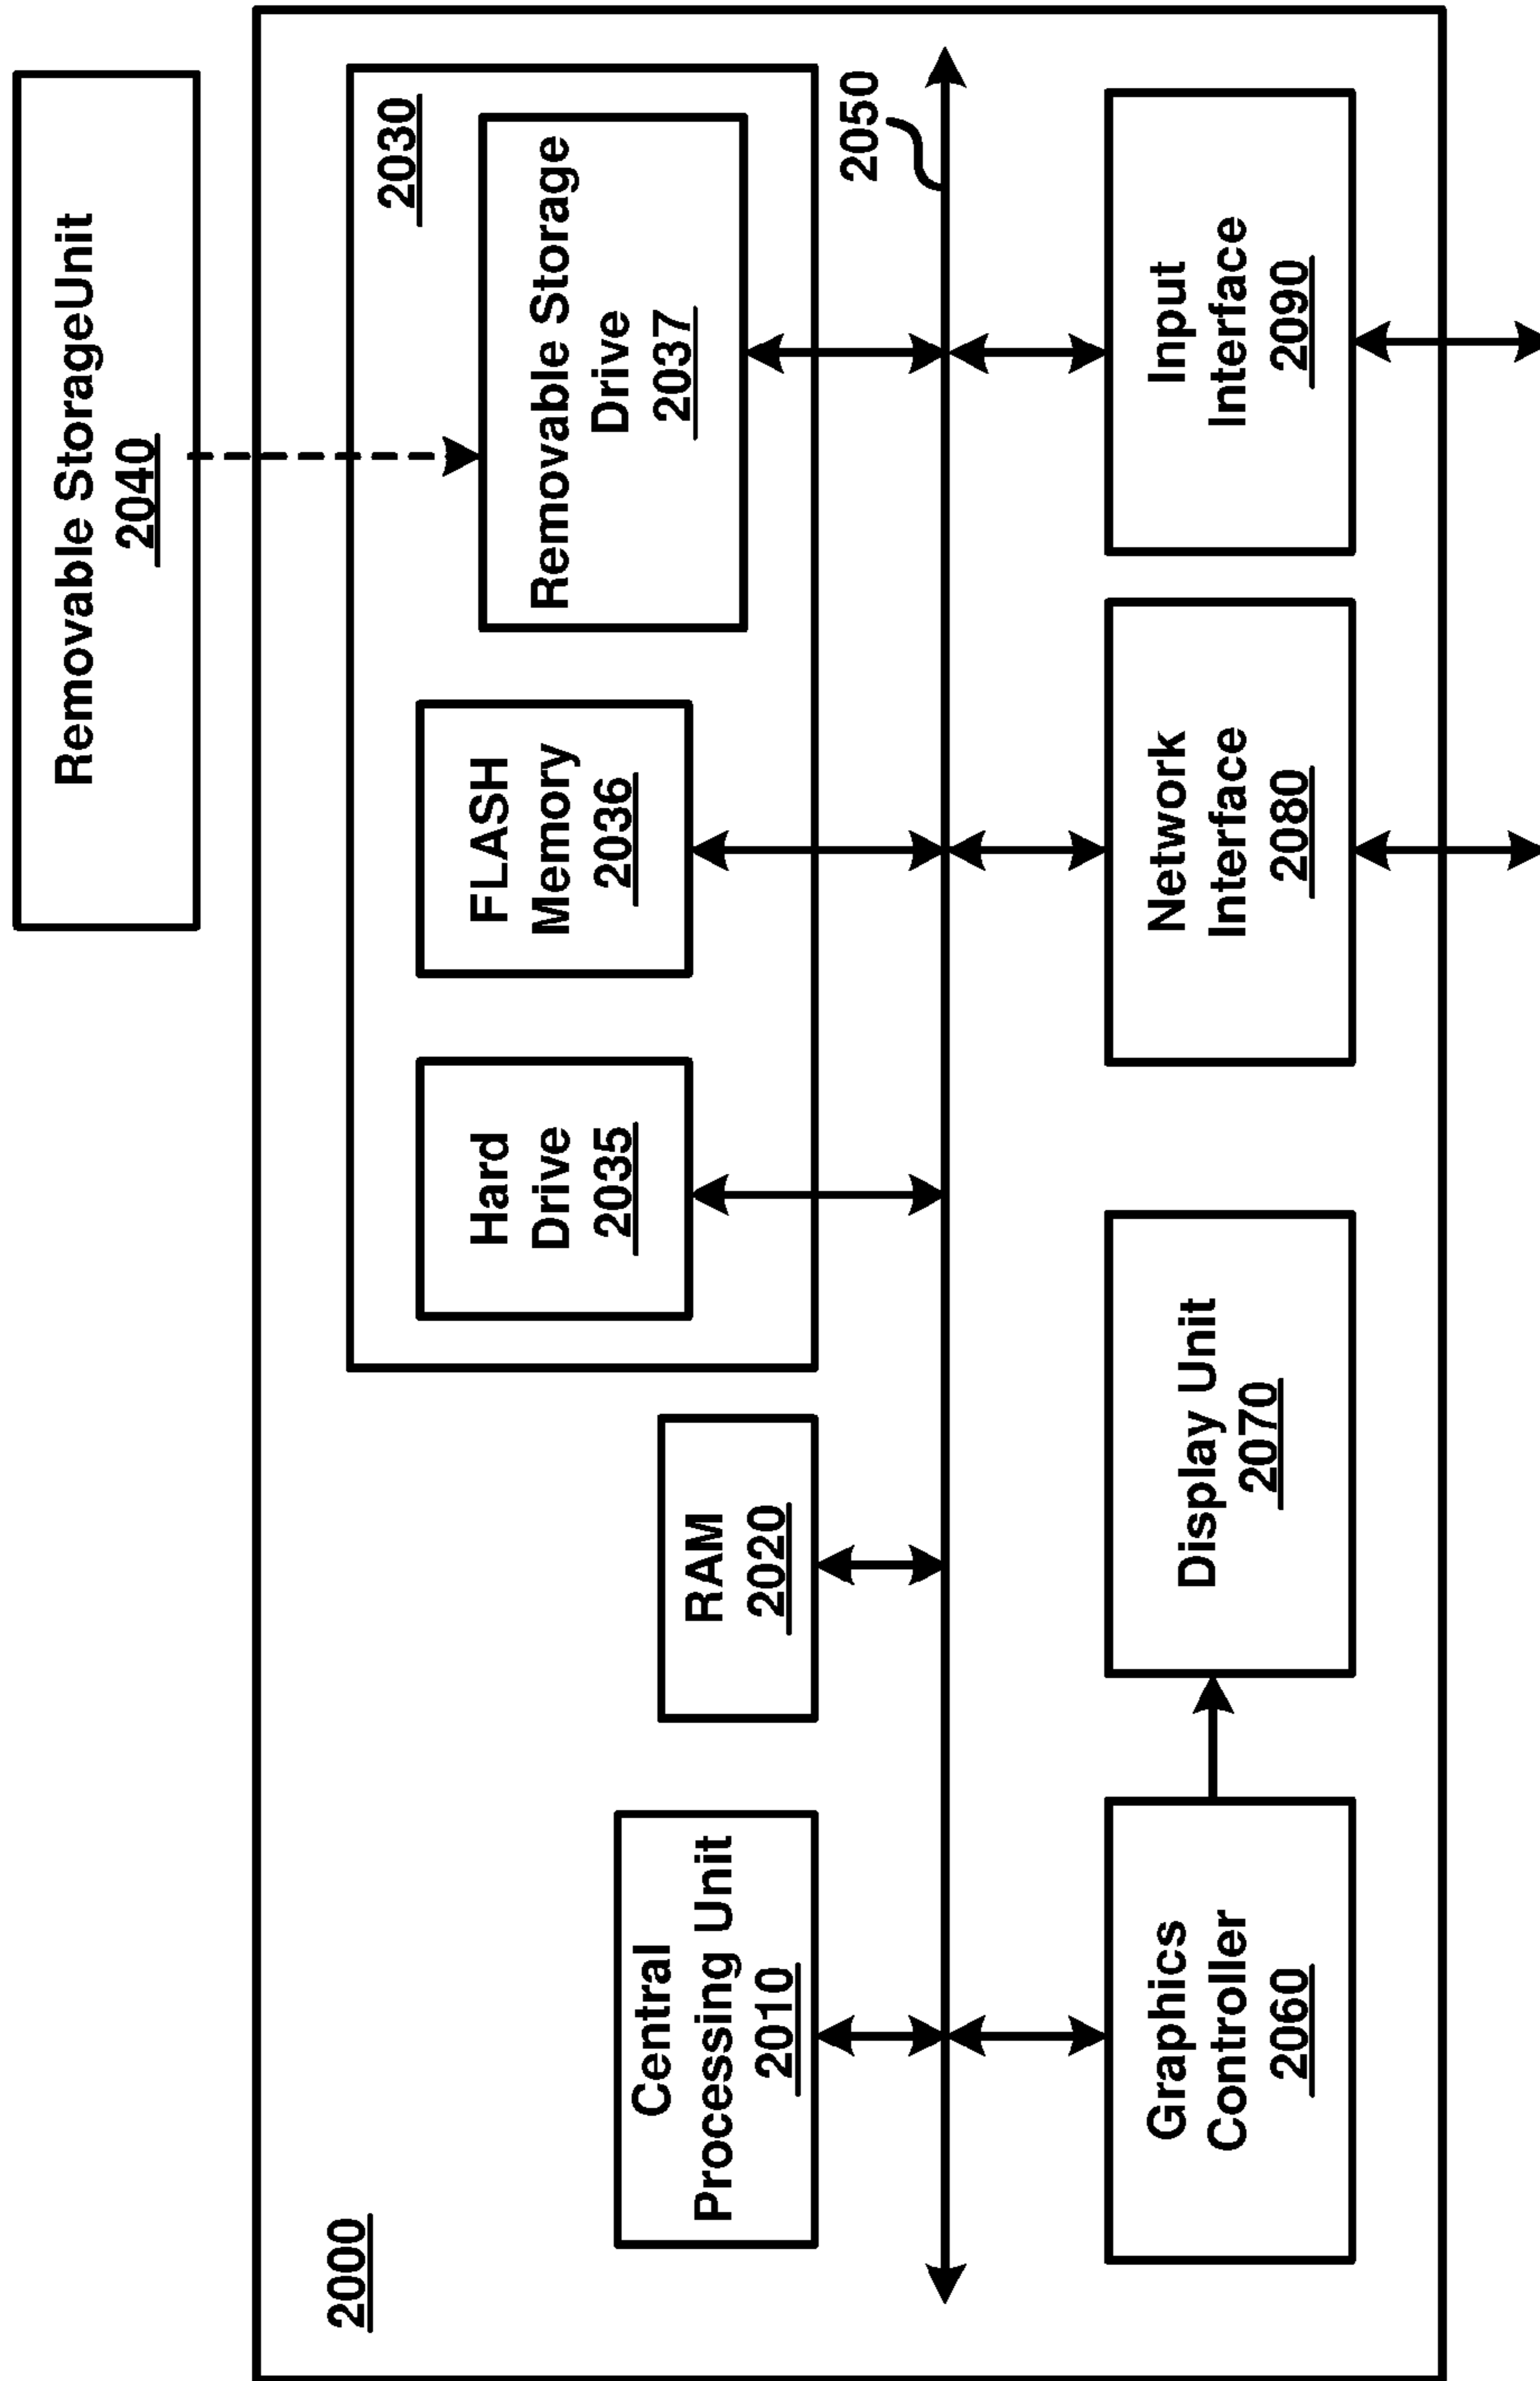 Removable StorageUnit
2040
2000
2030
Central
Processing Unit
2010
RAM
2020
Hard
Drive
2035
FLASH
Memory
2036
Removable Storage
Drive
2037
2050
Graphics
Controller
2060
Display Unit
2070
Network
Interface
2080
Input
Interface
2090